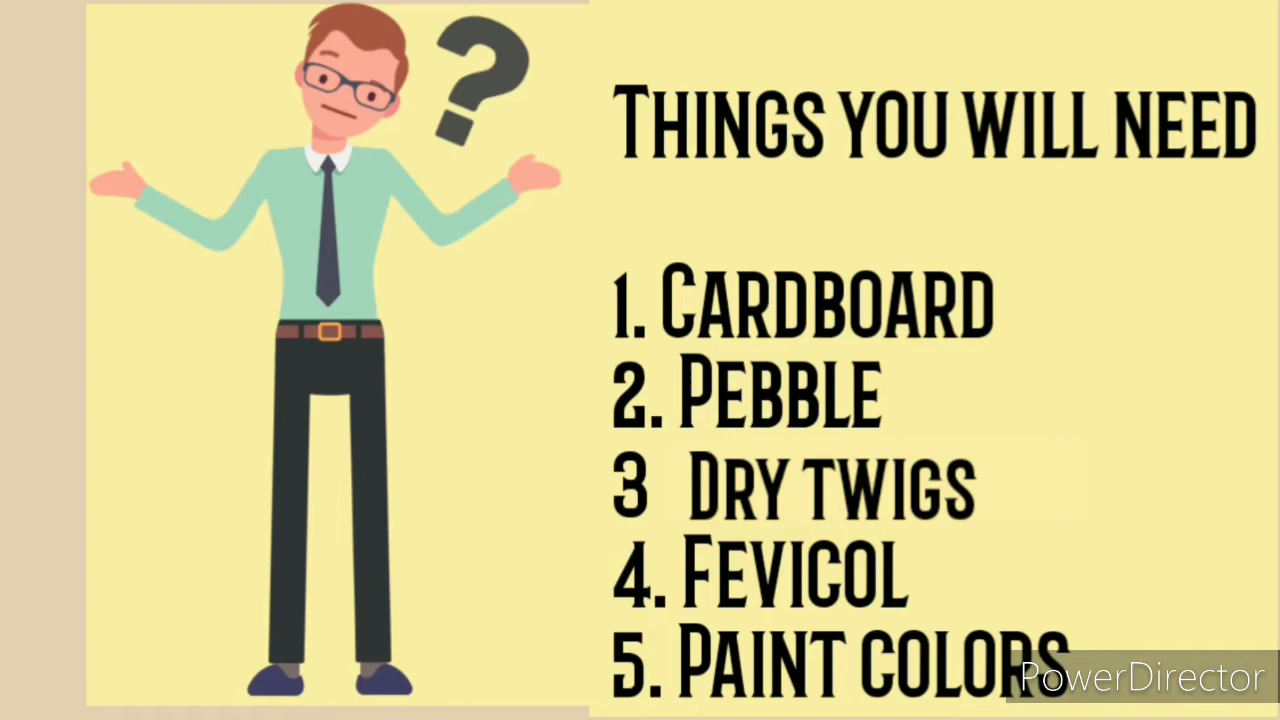 ?
Things you will need
1. Cardboard
2. Pebble
3 Dry twigs
4. Fevicol
5. Paint colors
PowerDirector